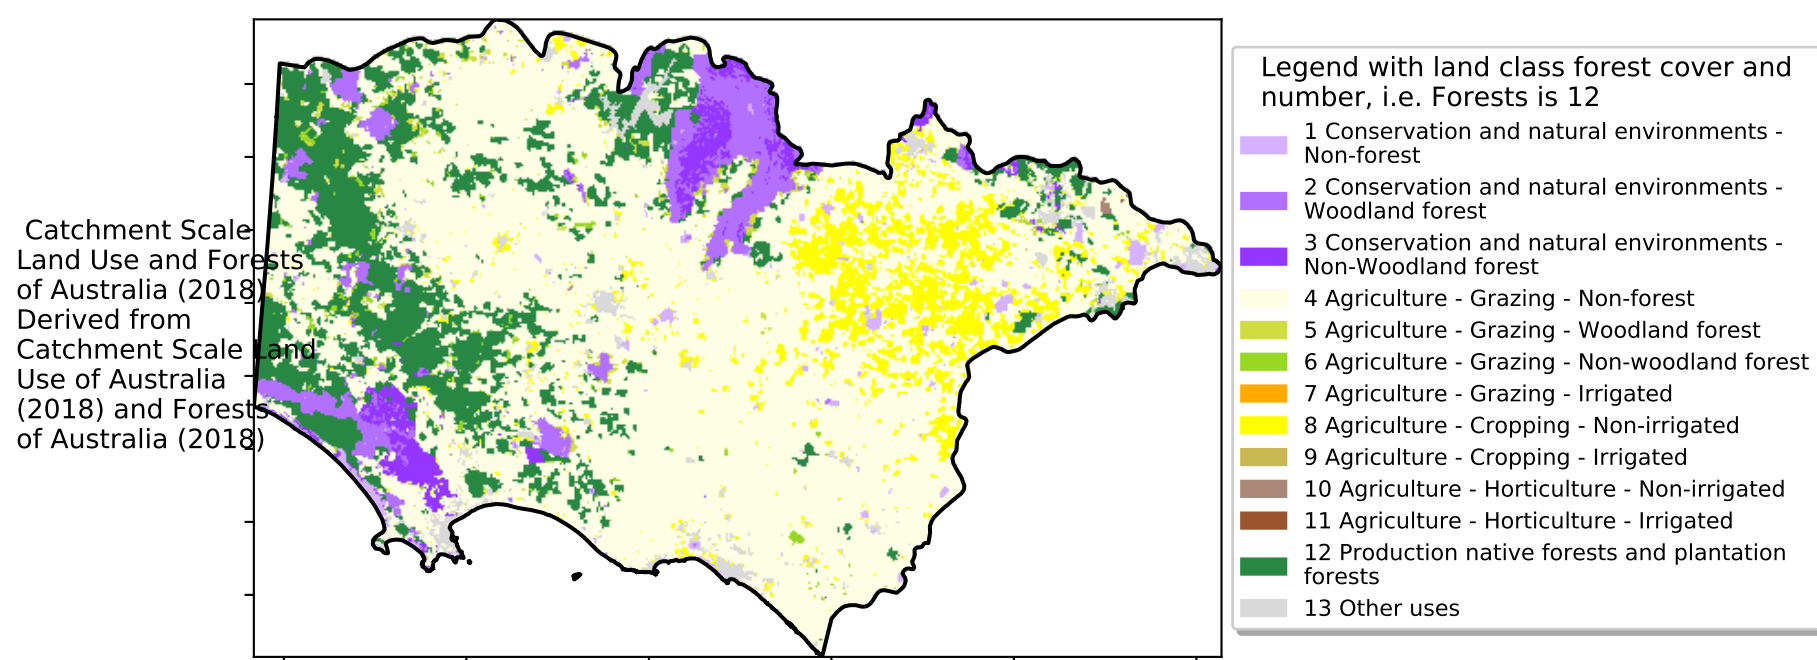 Catchment Scale
Land Use and Forests
of Australia (2018)
Derived from
Catchment Scale Land
Use of Australia
(2018) and Forests
of Australia (2018)
Legend with land class forest cover and
number, i.e. Forests is 12
1 Conservation and natural environments -
Non-forest
2 Conservation and natural environments -
Woodland forest
3 Conservation and natural environments -
Non-Woodland forest
4 Agriculture - Grazing - Non-forest
5 Agriculture - Grazing - Woodland forest
6 Agriculture - Grazing - Non-woodland forest
7 Agriculture - Grazing - Irrigated
8 Agriculture - Cropping - Non-irrigated
9 Agriculture - Cropping - Irrigated
10 Agriculture - Horticulture - Non-irrigated
11 Agriculture - Horticulture - Irrigated
12 Production native forests and plantation
forests
13 Other uses